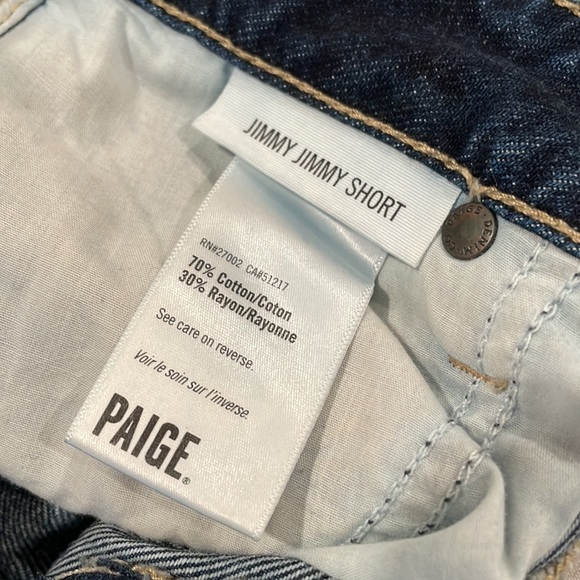 JIMMY JIMMY SHORT
RN#27002 CA#51217
70% Cotton/Coton
30% Rayon/Rayonne
See care on reverse.
Voir le soin sur l'inverse.
PAIGE®